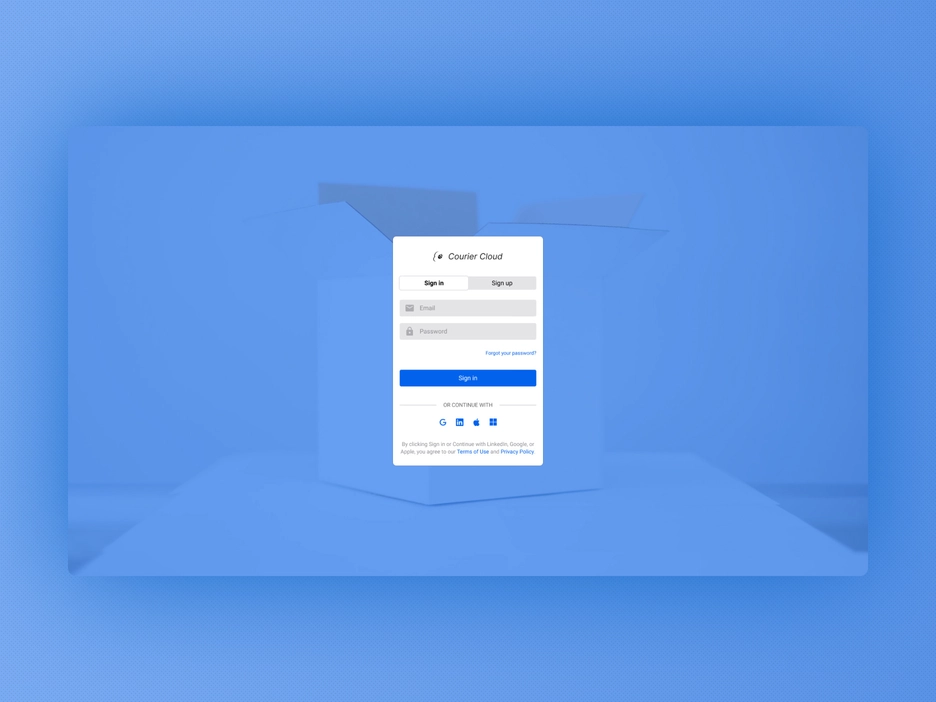 Courier Cloud
Sign in
Sign up
Email
Password
Forgot your password?
Sign in
OR CONTINUE WITH
By clicking Sign in or Continue with LinkedIn, Google, or
Apple, you agree to our Terms of Use and Privacy Policy.